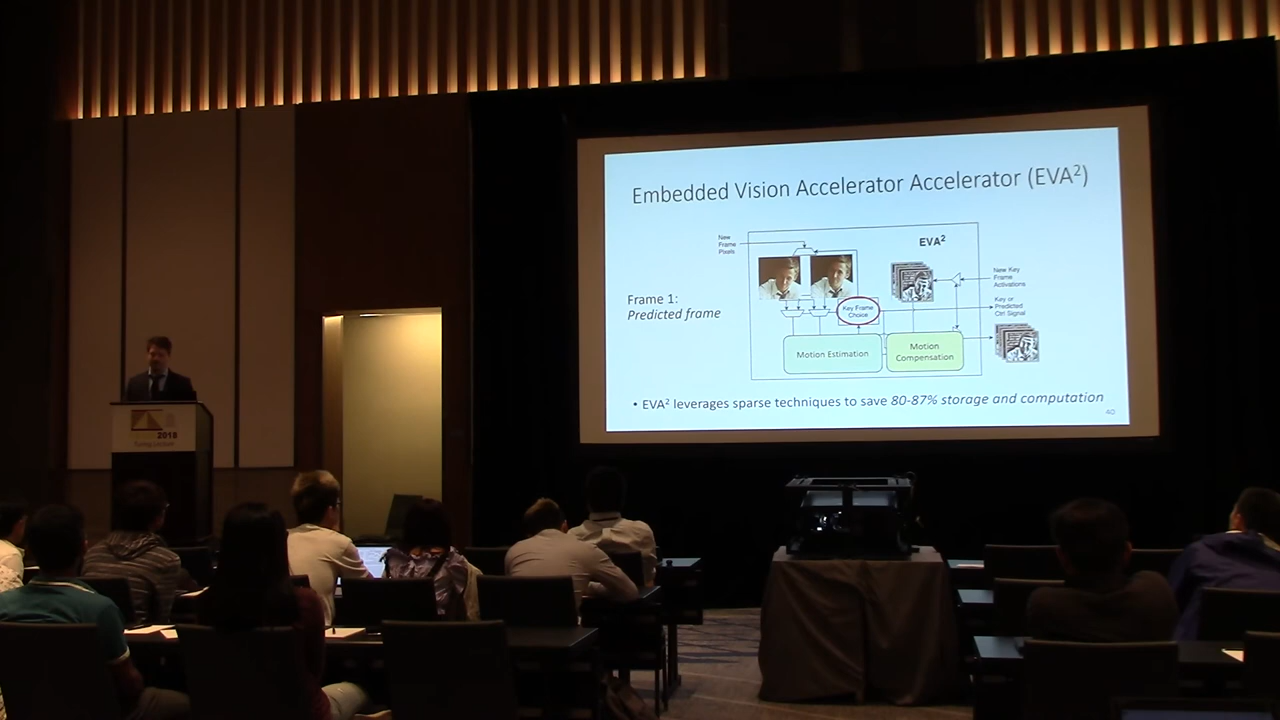 Embedded Vision Accelerator Accelerator (EVA²)
New
Frame
Pixels
EVA²
New Key
Frame
Activations
Frame 1:
Predicted frame
Key Frame
Choice
Key or
Predicted
Ctrl Signal
Motion Estimation
Motion
Compensation
• EVA² leverages sparse techniques to save 80-87% storage and computation
40
2018